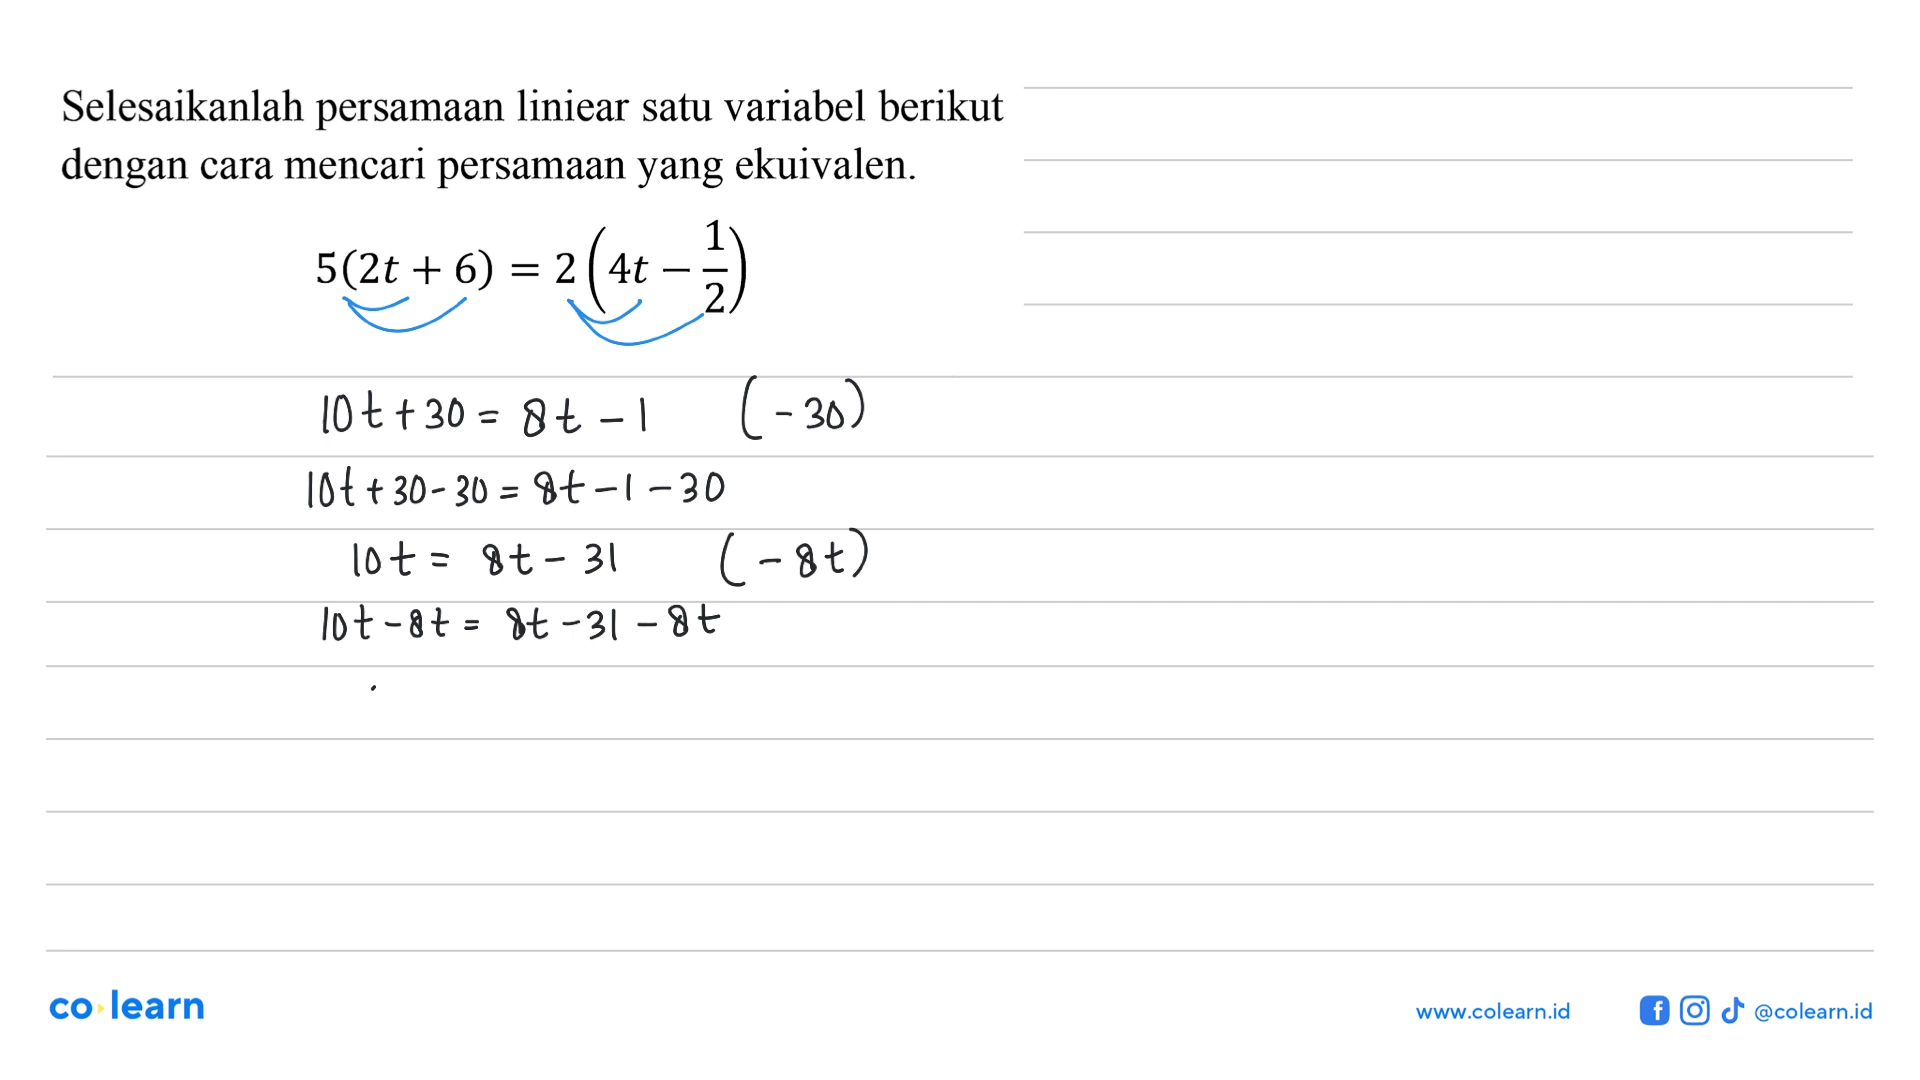 Selesaikanlah persamaan liniear satu variabel berikut
dengan cara mencari persamaan yang ekuivalen.
5(2t + 6) = 2(4t − 1/2)
10t + 30 = 8t − 1 (−30)
10t + 30 − 30 = 8t − 1 − 30
10t = 8t − 31 (−8t)
10t − 8t = 8t − 31 − 8t
co learn
www.colearn.id
@colearn.id